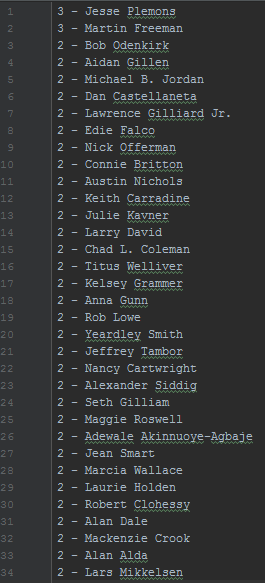 1 3 - Jesse Plemons
2 3 - Martin Freeman
3 2 - Bob Odenkirk
4 2 - Aidan Gillen
5 2 - Michael B. Jordan
6 2 - Dan Castellaneta
7 2 - Lawrence Gilliard Jr.
8 2 - Edie Falco
9 2 - Nick Offerman
10 2 - Connie Britton
11 2 - Austin Nichols
12 2 - Keith Carradine
13 2 - Julie Kavner
14 2 - Larry David
15 2 - Chad L. Coleman
16 2 - Titus Welliver
17 2 - Kelsey Grammer
18 2 - Anna Gunn
19 2 - Rob Lowe
20 2 - Yeardley Smith
21 2 - Jeffrey Tambor
22 2 - Nancy Cartwright
23 2 - Alexander Siddig
24 2 - Seth Gilliam
25 2 - Maggie Roswell
26 2 - Adewale Akinnuoye-Agbaje
27 2 - Jean Smart
28 2 - Marcia Wallace
29 2 - Laurie Holden
30 2 - Robert Clohessy
31 2 - Alan Dale
32 2 - Mackenzie Crook
33 2 - Alan Alda
34 2 - Lars Mikkelsen